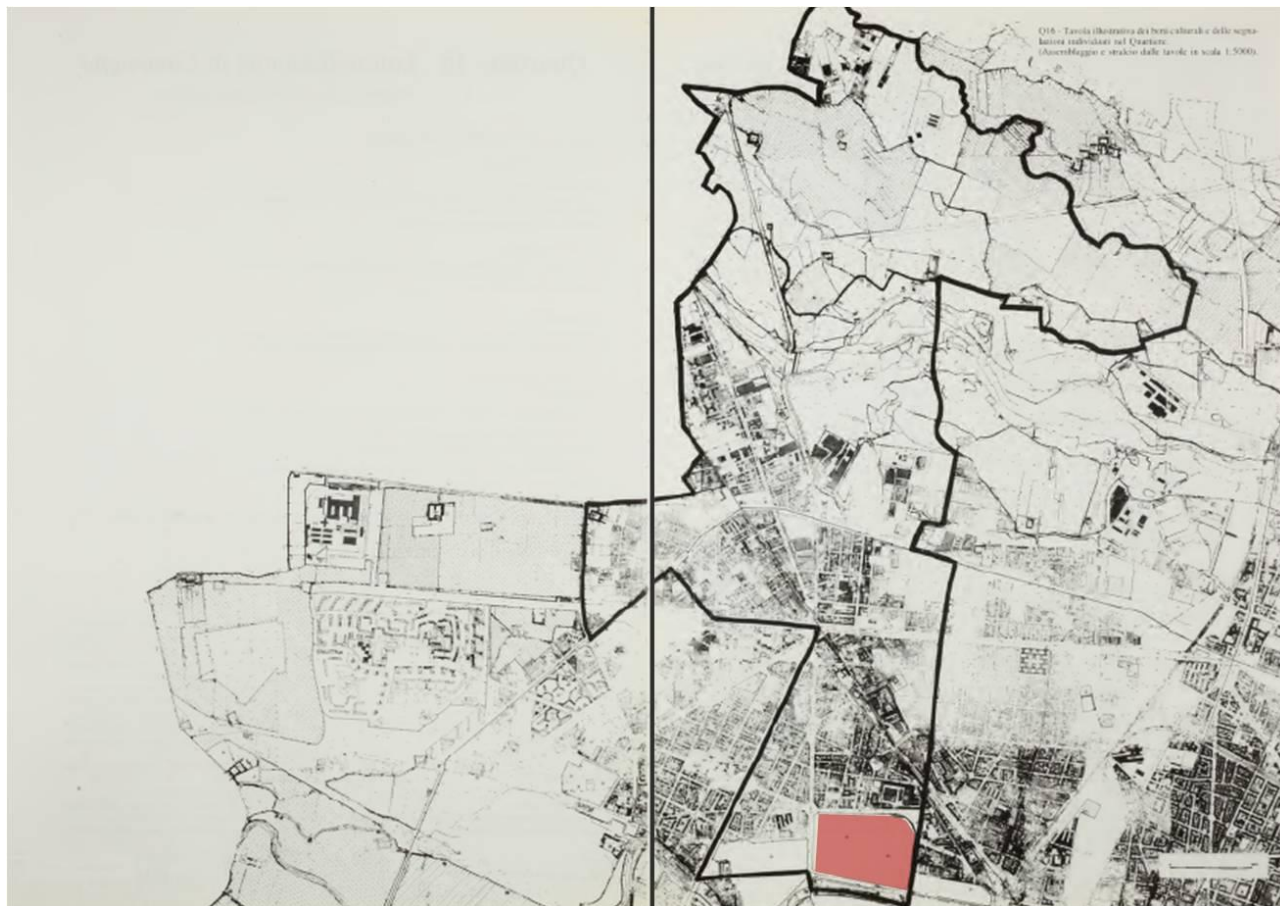 Q16 - Tavola illustrativa dei beni culturali e delle segna-
lazioni individuati nel Quartiere.
(Assemblaggio e stralcio dalle tavole in scala 1:5000).